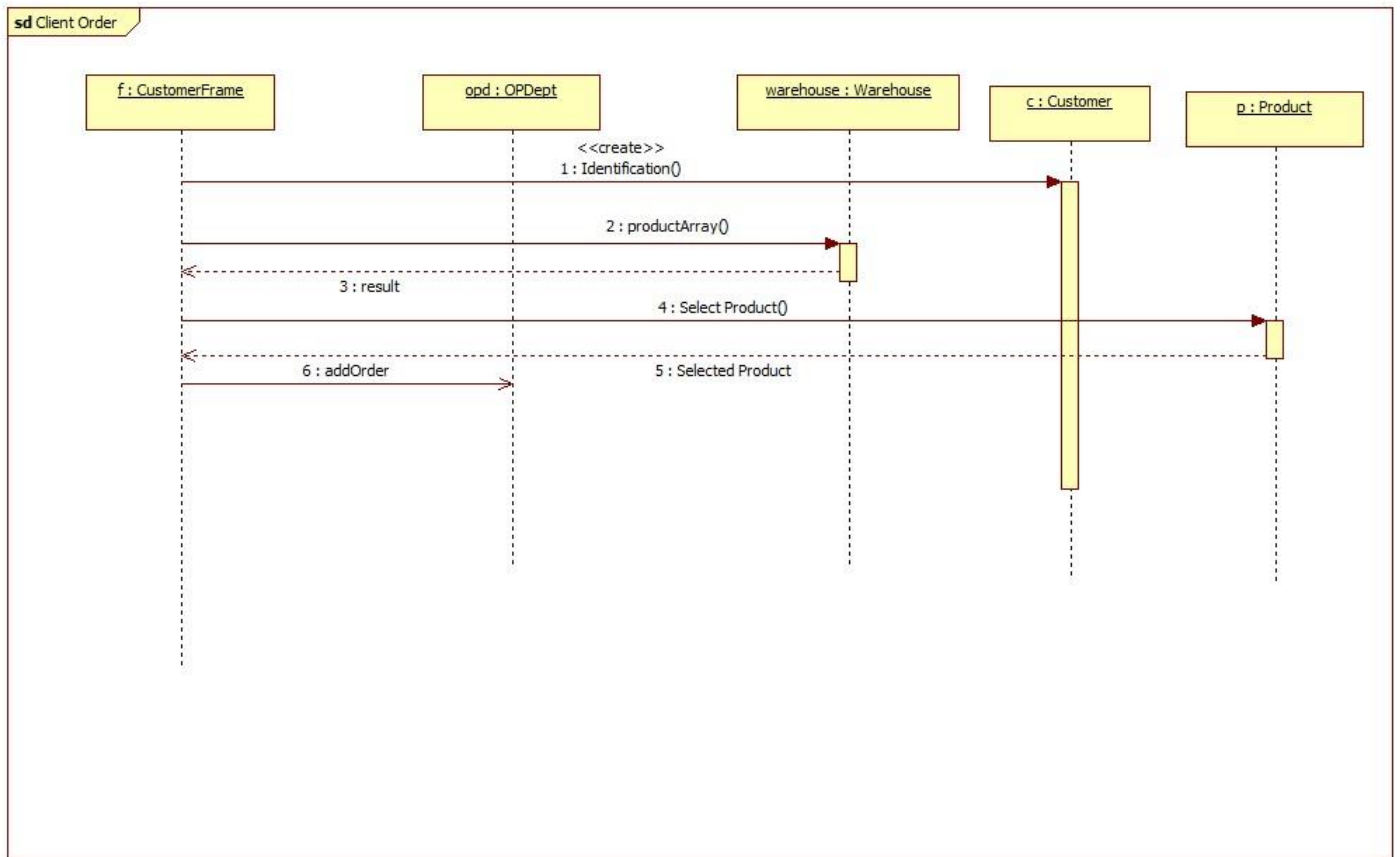 sd Client Order
f : CustomerFrame
opd : OPDept
warehouse : Warehouse
c : Customer
p : Product
<<create>>
1 : Identification()
2 : productArray()
3 : result
4 : Select Product()
6 : addOrder
5 : Selected Product